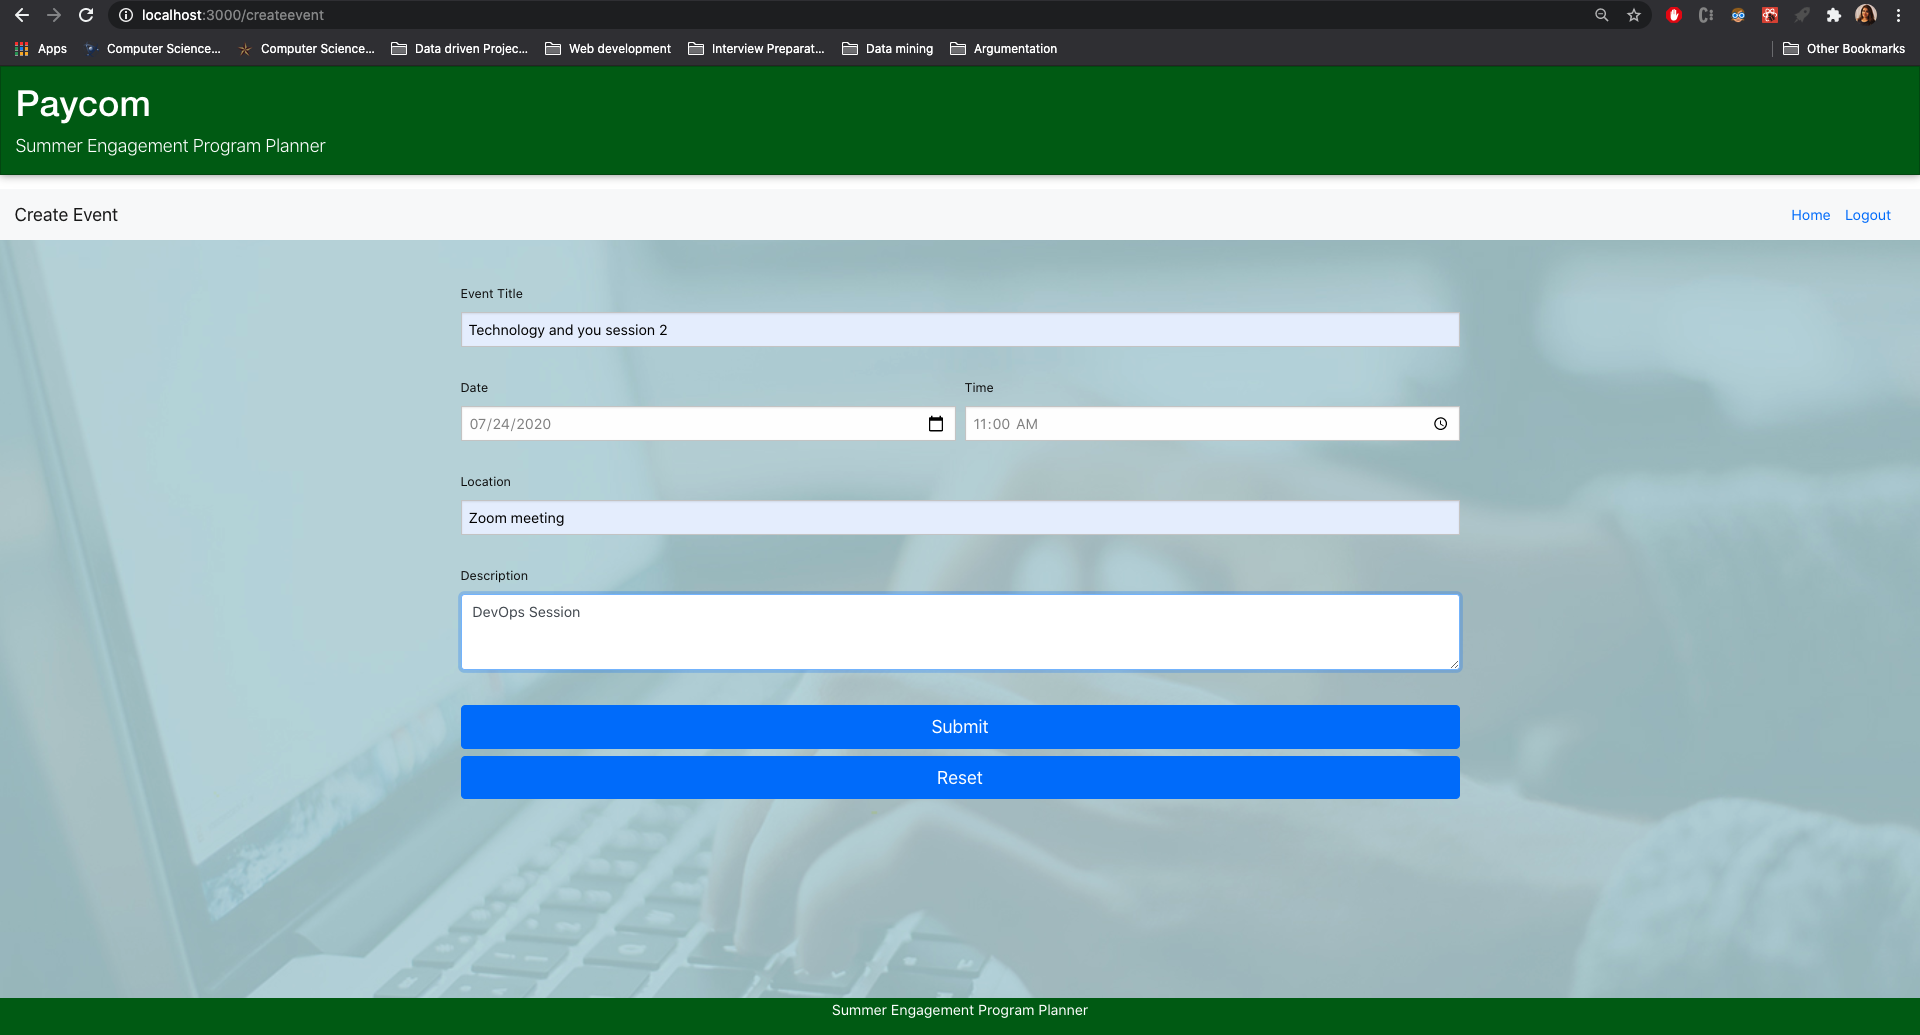 localhost:3000/createevent
Apps Computer Science... Computer Science... Data driven Projec... Web development Interview Preparat... Data mining Argumentation Other Bookmarks
Paycom
Summer Engagement Program Planner
Create Event Home Logout
Event Title
Technology and you session 2
Date Time
07/24/2020 11:00 AM
Location
Zoom meeting
Description
DevOps Session
Submit
Reset
Summer Engagement Program Planner